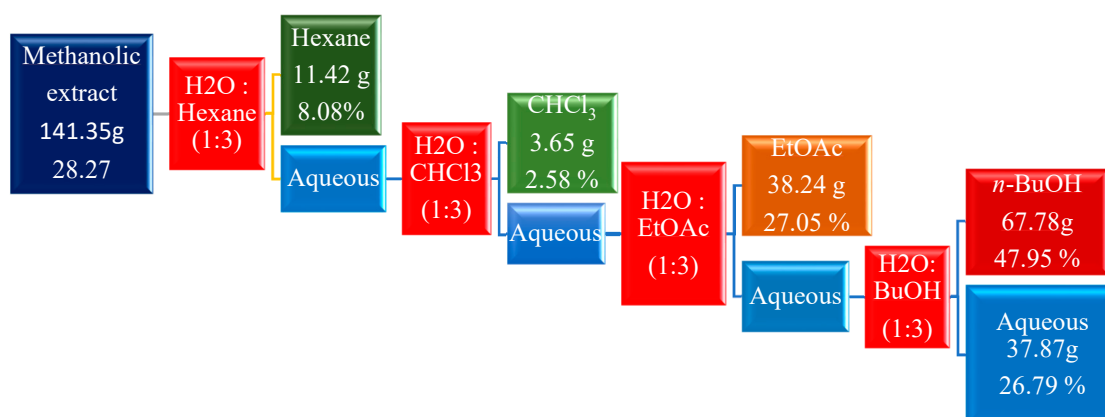 Methanolic
extract
141.35g
28.27
H2O :
Hexane
(1:3)
Hexane
11.42 g
8.08%
Aqueous
H2O :
CHCl3
(1:3)
CHCl₃
3.65 g
2.58 %
Aqueous
H2O :
EtOAc
(1:3)
EtOAc
38.24 g
27.05 %
Aqueous
H2O:
BuOH
(1:3)
n-BuOH
67.78g
47.95 %
Aqueous
37.87g
26.79 %